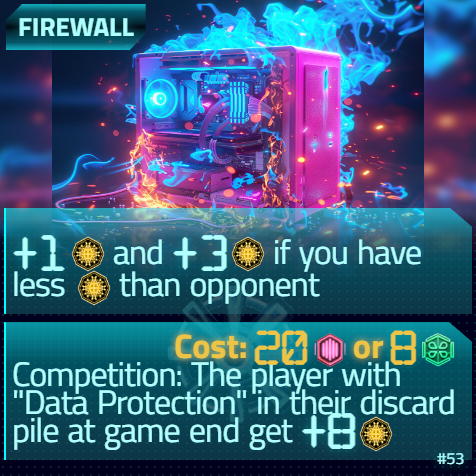 FIREWALL
+1 and +3 if you have
less than opponent
Cost: 20 or 8
Competition: The player with
"Data Protection" in their discard
pile at game end get +8
#53